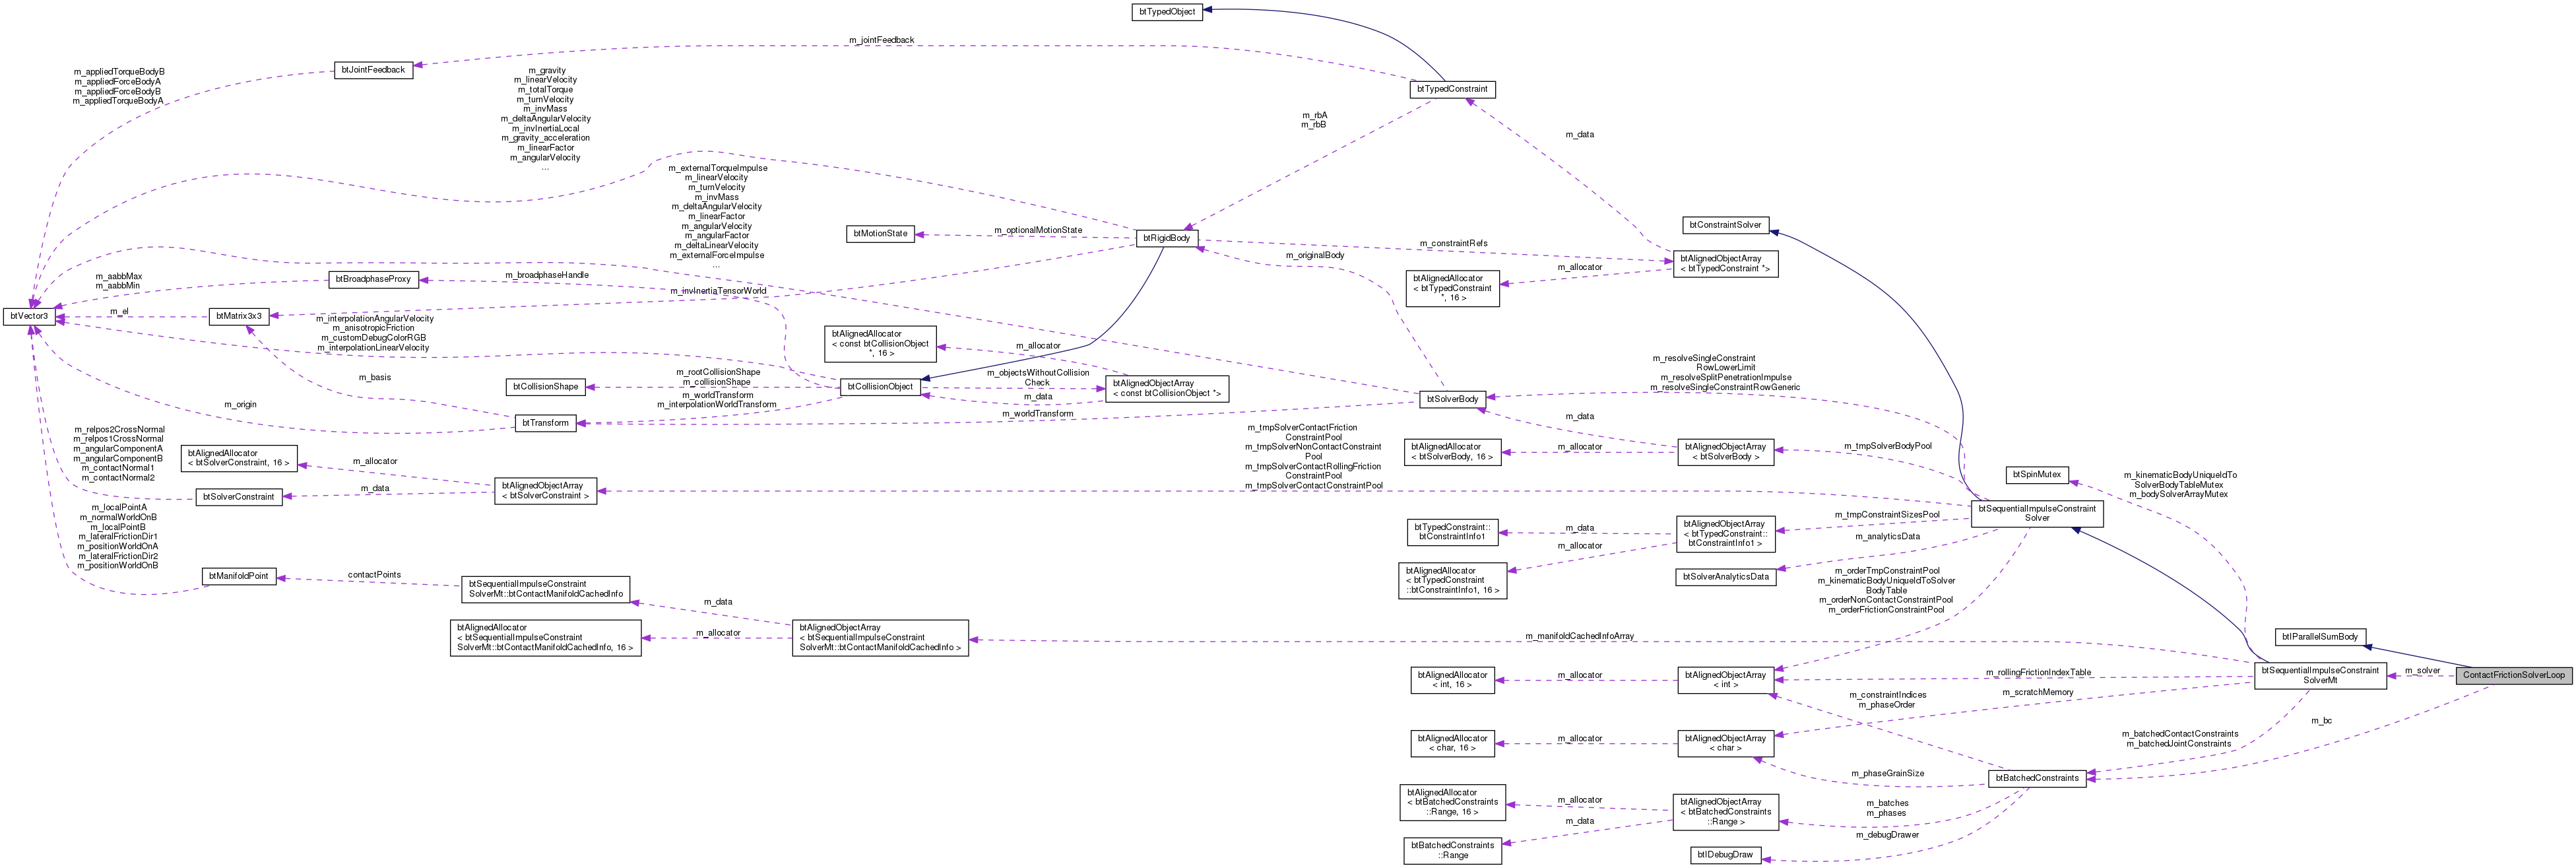 btTypedObject
m_jointFeedback
btJointFeedback
m_appliedTorqueBodyB
m_appliedForceBodyA
m_appliedForceBodyB
m_appliedTorqueBodyA
m_gravity
m_linearVelocity
m_totalTorque
m_turnVelocity
m_invMass
m_deltaAngularVelocity
m_invInertiaLocal
m_gravity_acceleration
m_linearFactor
m_angularVelocity
...
btTypedConstraint
m_rbA
m_rbB
m_data
m_externalTorqueImpulse
m_linearVelocity
m_turnVelocity
m_invMass
m_deltaAngularVelocity
m_linearFactor
m_angularVelocity
m_angularFactor
m_deltaLinearVelocity
m_externalForceImpulse
...
btMotionState
m_optionalMotionState
btRigidBody
m_constraintRefs
btConstraintSolver
btAlignedObjectArray
< btTypedConstraint *>
m_originalBody
m_allocator
btAlignedAllocator
< btTypedConstraint
*, 16 >
m_aabbMax
m_aabbMin
btBroadphaseProxy
m_broadphaseHandle
m_invInertiaTensorWorld
btVector3
m_el
btMatrix3x3
m_interpolationAngularVelocity
m_anisotropicFriction
m_customDebugColorRGB
m_interpolationLinearVelocity
btAlignedAllocator
< const btCollisionObject
*, 16 >
m_allocator
m_basis
btCollisionShape
m_rootCollisionShape
m_collisionShape
btCollisionObject
m_objectsWithoutCollision
Check
m_data
btAlignedObjectArray
< const btCollisionObject *>
m_worldTransform
m_interpolationWorldTransform
m_resolveSingleConstraint
RowLowerLimit
m_resolveSplitPenetrationImpulse
m_resolveSingleConstraintRowGeneric
btSolverBody
m_origin
btTransform
m_worldTransform
m_data
m_relpos2CrossNormal
m_relpos1CrossNormal
m_angularComponentA
m_angularComponentB
m_contactNormal1
m_contactNormal2
btAlignedAllocator
< btSolverConstraint, 16 >
m_allocator
m_data
btSolverConstraint
btAlignedObjectArray
< btSolverConstraint >
m_tmpSolverContactFriction
ConstraintPool
m_tmpSolverNonContactConstraint
Pool
m_tmpSolverContactRollingFriction
ConstraintPool
m_tmpSolverContactConstraintPool
btAlignedAllocator
< btSolverBody, 16 >
m_allocator
btAlignedObjectArray
< btSolverBody >
m_tmpSolverBodyPool
btSpinMutex
m_kinematicBodyUniqueIdTo
SolverBodyTableMutex
m_bodySolverArrayMutex
btSequentialImpulseConstraint
Solver
m_localPointA
m_normalWorldOnB
m_localPointB
m_lateralFrictionDir1
m_positionWorldOnA
m_lateralFrictionDir2
m_positionWorldOnB
btTypedConstraint::
btConstraintInfo1
m_data
m_allocator
btAlignedObjectArray
< btTypedConstraint::
btConstraintInfo1 >
m_tmpConstraintSizesPool
m_analyticsData
btAlignedAllocator
< btTypedConstraint
::btConstraintInfo1, 16 >
btSolverAnalyticsData
m_orderTmpConstraintPool
m_kinematicBodyUniqueIdToSolver
BodyTable
m_orderNonContactConstraintPool
m_orderFrictionConstraintPool
btManifoldPoint
contactPoints
btSequentialImpulseConstraint
SolverMt::btContactManifoldCachedInfo
m_data
btAlignedAllocator
< btSequentialImpulseConstraint
SolverMt::btContactManifoldCachedInfo, 16 >
m_allocator
btAlignedObjectArray
< btSequentialImpulseConstraint
SolverMt::btContactManifoldCachedInfo >
m_manifoldCachedInfoArray
btIParallelSumBody
btAlignedAllocator
< int, 16 >
m_allocator
btAlignedObjectArray
< int >
m_rollingFrictionIndexTable
m_scratchMemory
btSequentialImpulseConstraint
SolverMt
m_solver
ContactFrictionSolverLoop
m_constraintIndices
m_phaseOrder
m_bc
btAlignedAllocator
< char, 16 >
m_allocator
btAlignedObjectArray
< char >
m_batchedContactConstraints
m_batchedJointConstraints
m_phaseGrainSize
btBatchedConstraints
btAlignedAllocator
< btBatchedConstraints
::Range, 16 >
m_allocator
m_data
btAlignedObjectArray
< btBatchedConstraints
::Range >
m_batches
m_phases
m_debugDrawer
btBatchedConstraints
::Range
btIDebugDraw